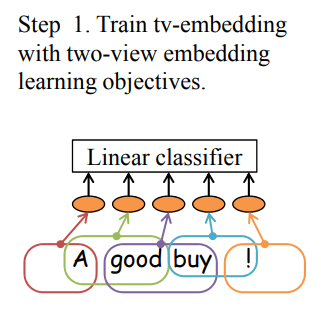 Step 1. Train tv-embedding
with two-view embedding
learning objectives.
Linear classifier
A good buy !